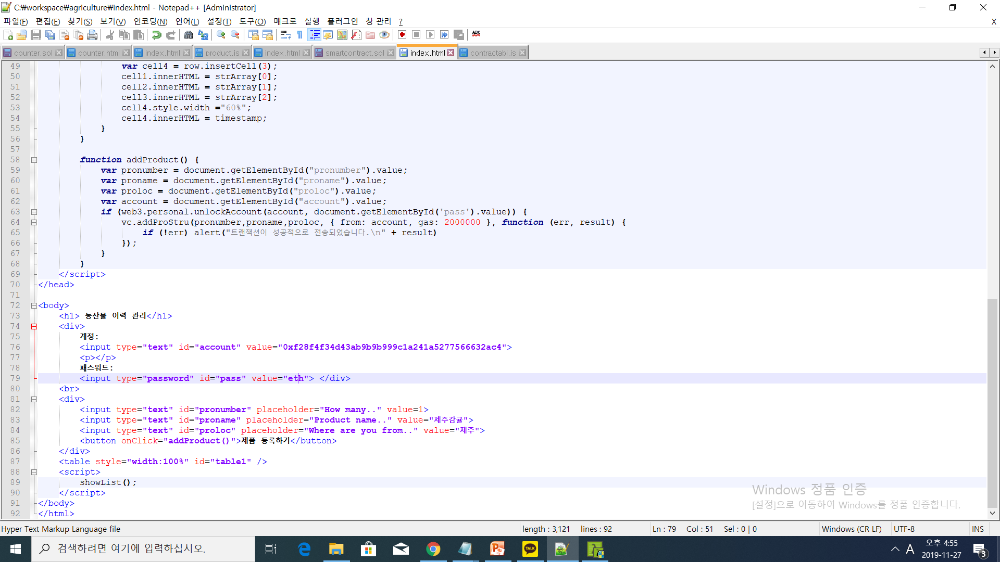 C:\workspace\agriculture\index.html - Notepad++ [Administrator]
파일(F) 편집(E) 찾기(S) 보기(V) 인코딩(N) 언어(L) 설정(T) 도구(O) 매크로 실행 플러그인 창 관리 ? X
ABC
counter.sol counter.html index.html product.js index.html smartcontract.sol index.html contractabi.js
49 var cell4 = row.insertCell(3);
50 cell1.innerHTML = strArray[0];
51 cell2.innerHTML = strArray[1];
52 cell3.innerHTML = strArray[2];
53 cell4.style.width ="60%";
54 cell4.innerHTML = timestamp;
55 }
56 }
57
58 function addProduct() {
59 var pronumber = document.getElementById("pronumber").value;
60 var proname = document.getElementById("proname").value;
61 var proloc = document.getElementById("proloc").value;
62 var account = document.getElementById("account").value;
63 if (web3.personal.unlockAccount(account, document.getElementById('pass').value)) {
64 vc.addProStru(pronumber,proname,proloc, { from: account, gas: 2000000 }, function (err, result) {
65 if (!err) alert("트랜잭션이 성공적으로 전송되었습니다.\n" + result)
66 });
67 }
68 }
69 </script>
70 </head>
71
72 <body>
73 <h1> 농산물 이력 관리</h1>
74 <div>
75 계정:
76 <input type="text" id="account" value="0xf28f4f34d43ab9b9b999c1a241a5277566632ac4">
77 <p></p>
78 패스워드:
79 <input type="password" id="pass" value="eth"> </div>
80 <br>
81 <div>
82 <input type="text" id="pronumber" placeholder="How many.." value=1>
83 <input type="text" id="proname" placeholder="Product name.." value="제주감귤">
84 <input type="text" id="proloc" placeholder="Where are you from.." value="제주">
85 <button onClick="addProduct()">제품 등록하기</button>
86 </div>
87 <table style="width:100%" id="table1" />
88 <script>
89 showList();
90 </script>
91 </body>
92 </html>
Windows 정품 인증
[설정]으로 이동하여 Windows를 정품 인증합니다.
Hyper Text Markup Language file length : 3,121 lines : 92 Ln : 79 Col : 51 Sel : 0 | 0 Windows (CR LF) UTF-8 INS
검색하려면 여기에 입력하십시오. TALK A 오후 4:55
2019-11-27 3